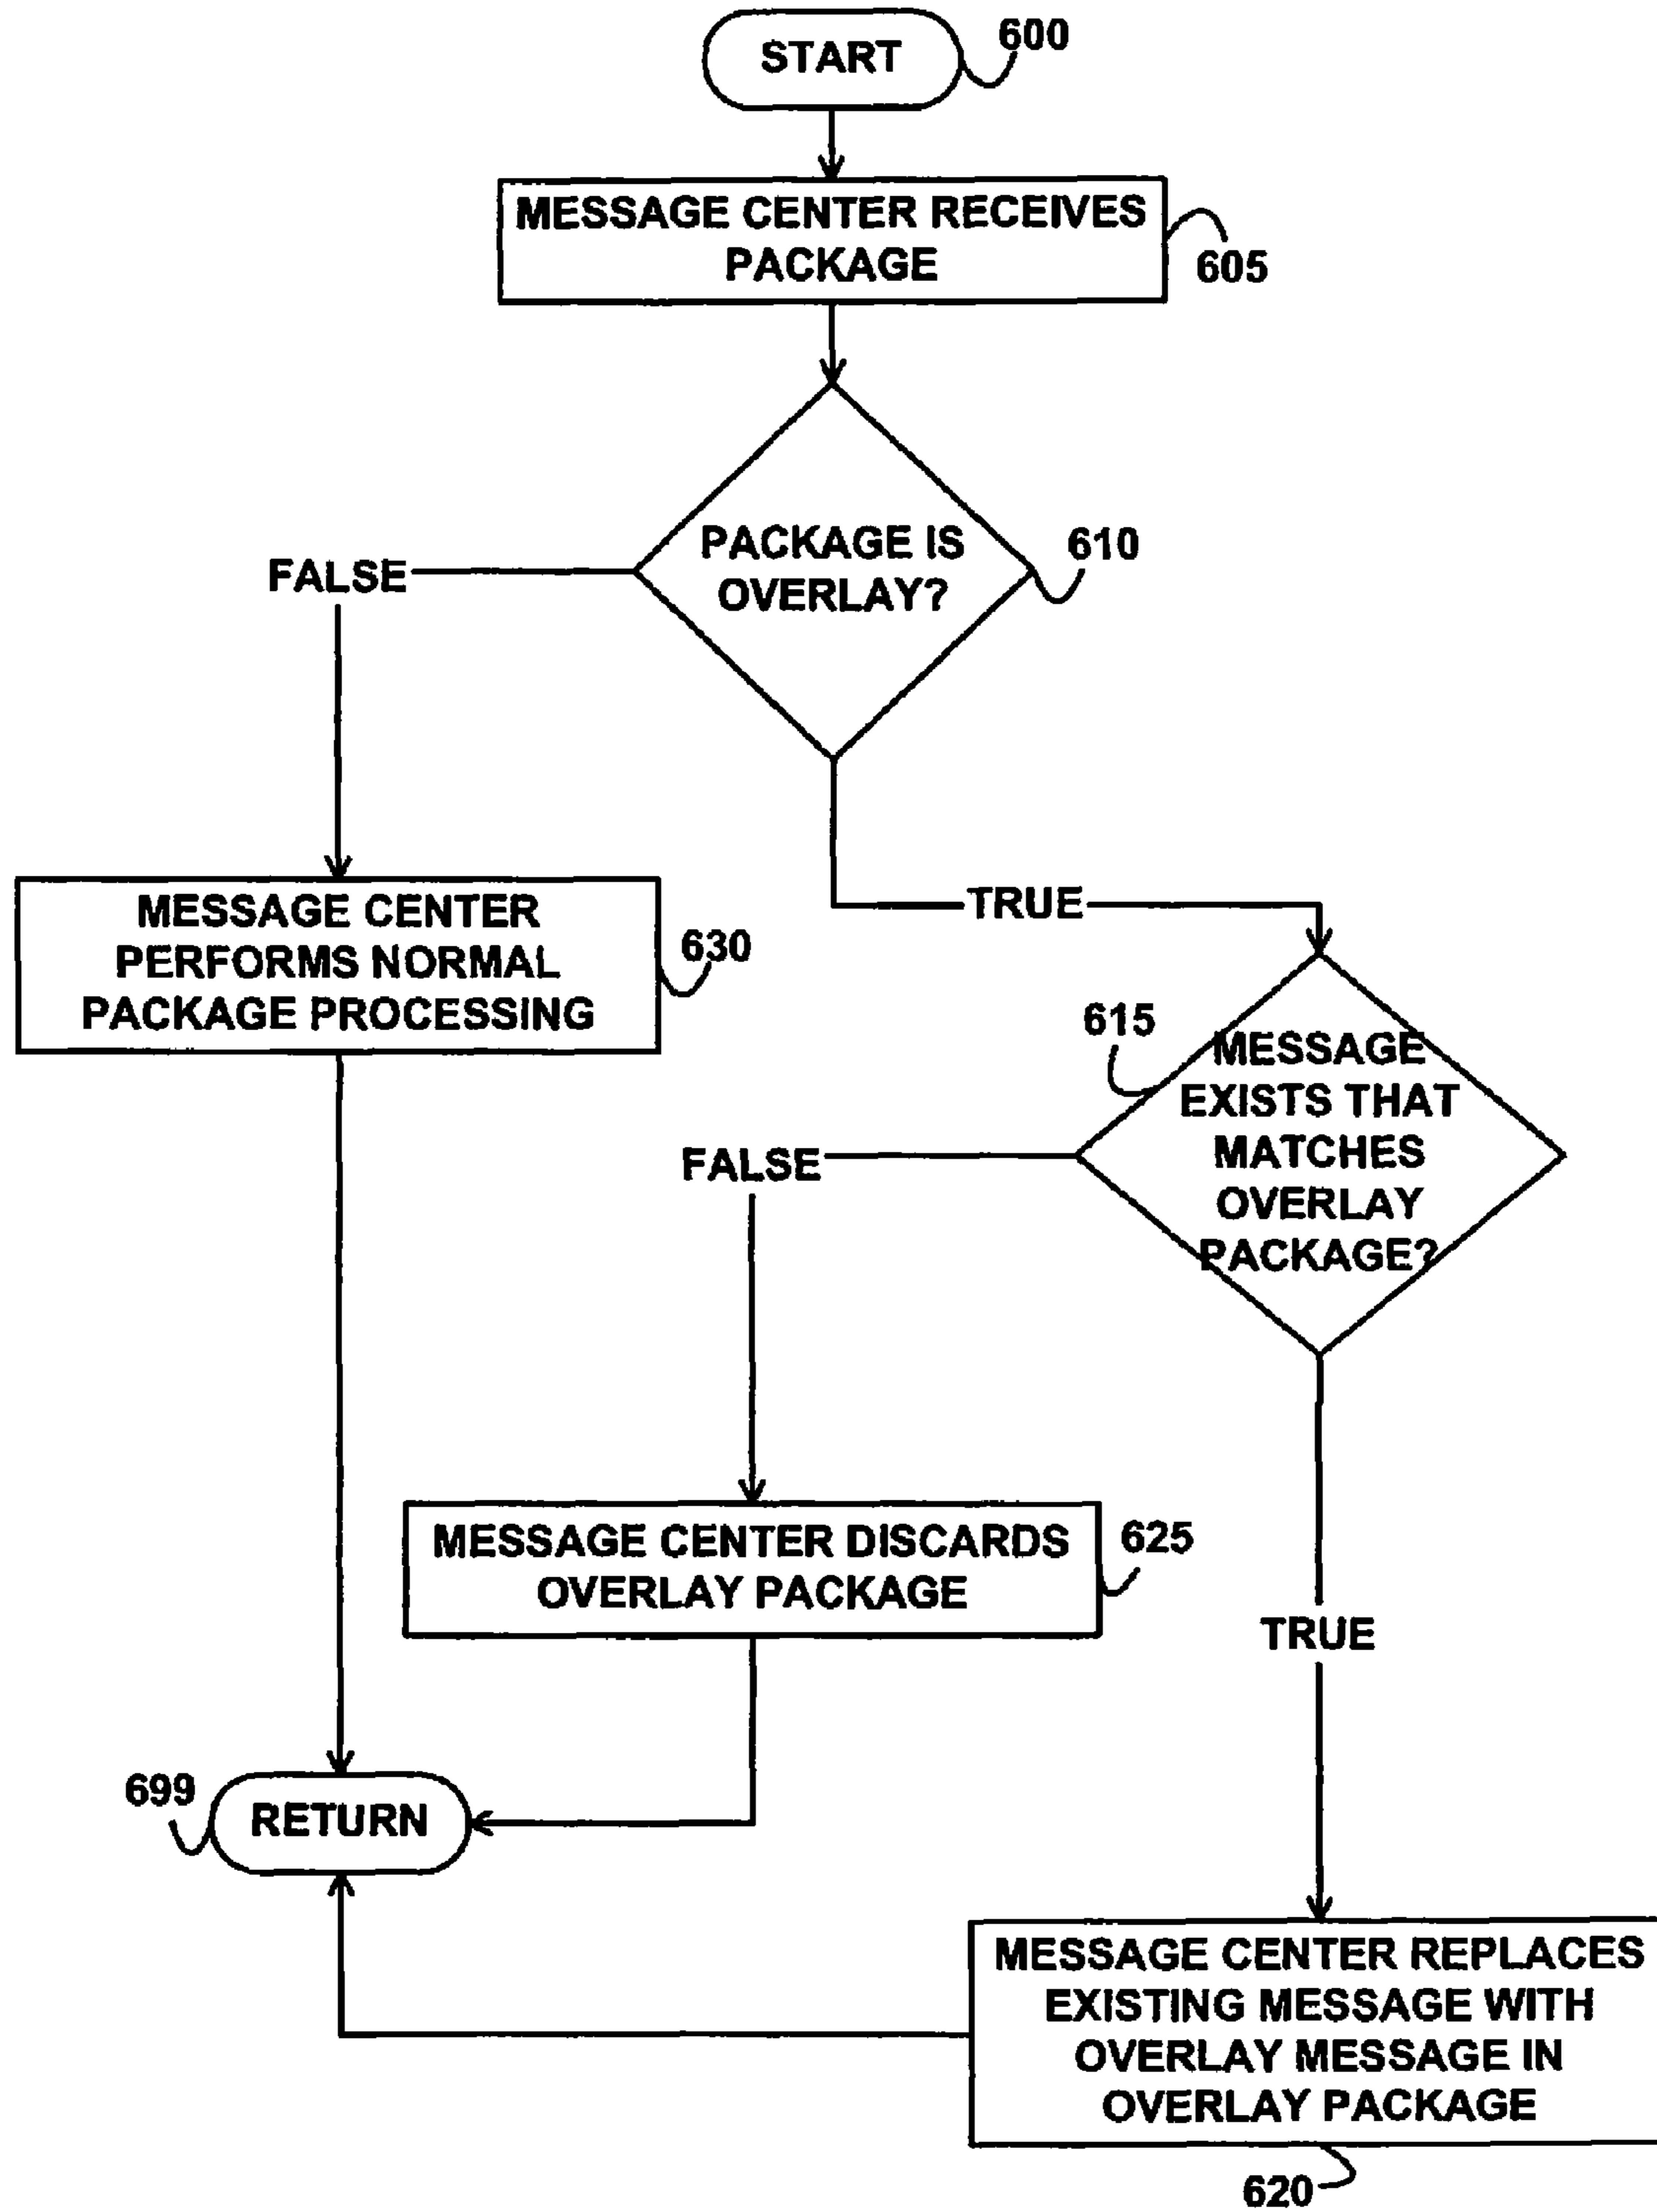 START
600
MESSAGE CENTER RECEIVES
PACKAGE
605
PACKAGE IS
OVERLAY?
610
FALSE
TRUE
MESSAGE CENTER
PERFORMS NORMAL
PACKAGE PROCESSING
630
615
MESSAGE
EXISTS THAT
MATCHES
OVERLAY
PACKAGE?
FALSE
MESSAGE CENTER DISCARDS
OVERLAY PACKAGE
625
TRUE
699
RETURN
MESSAGE CENTER REPLACES
EXISTING MESSAGE WITH
OVERLAY MESSAGE IN
OVERLAY PACKAGE
620